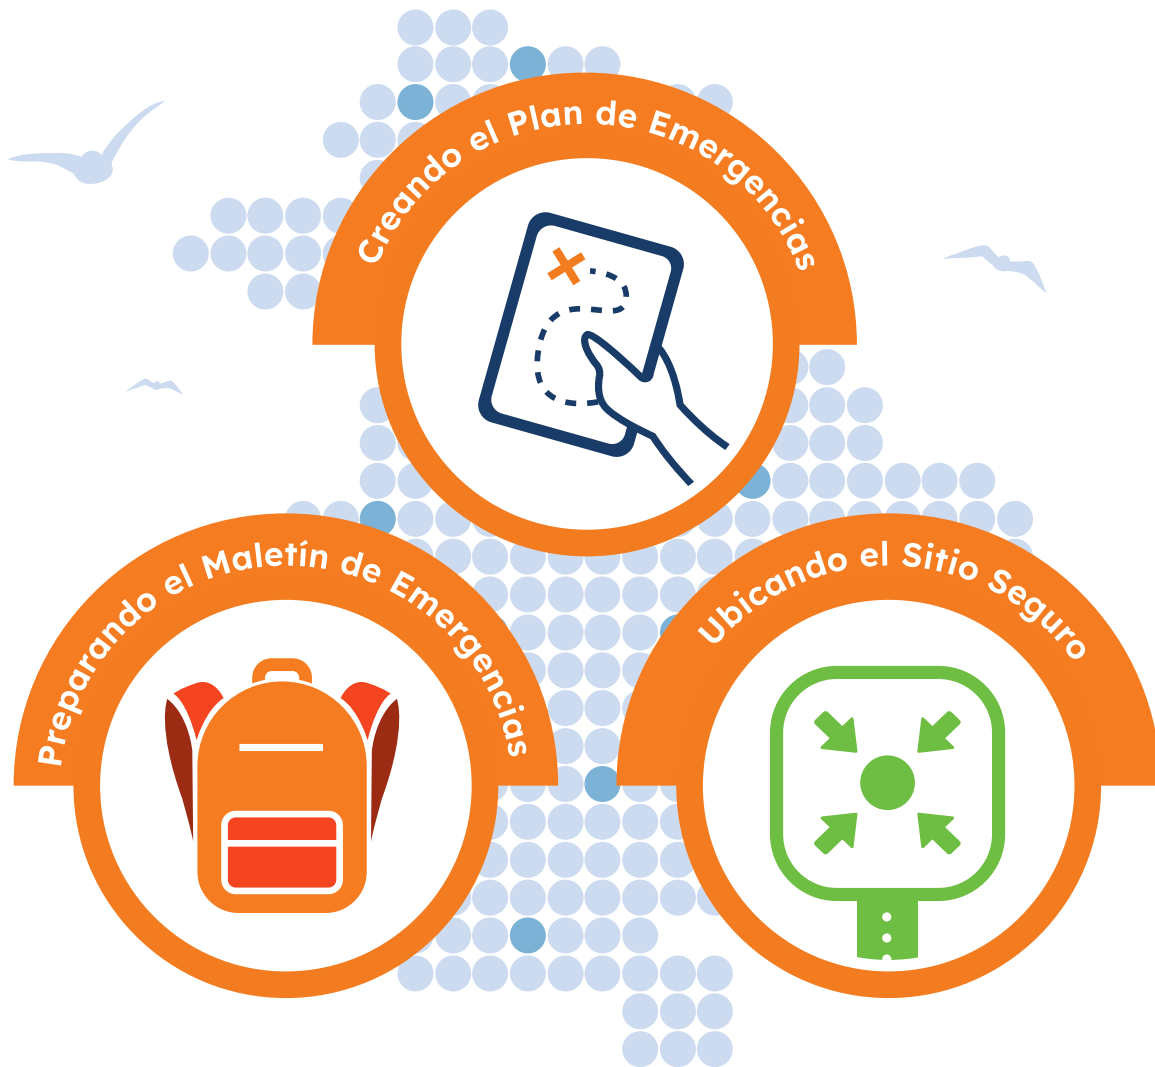 Creando el Plan de Emergencias
Preparando el Maletín de Emergencias
Ubicando el Sitio Seguro